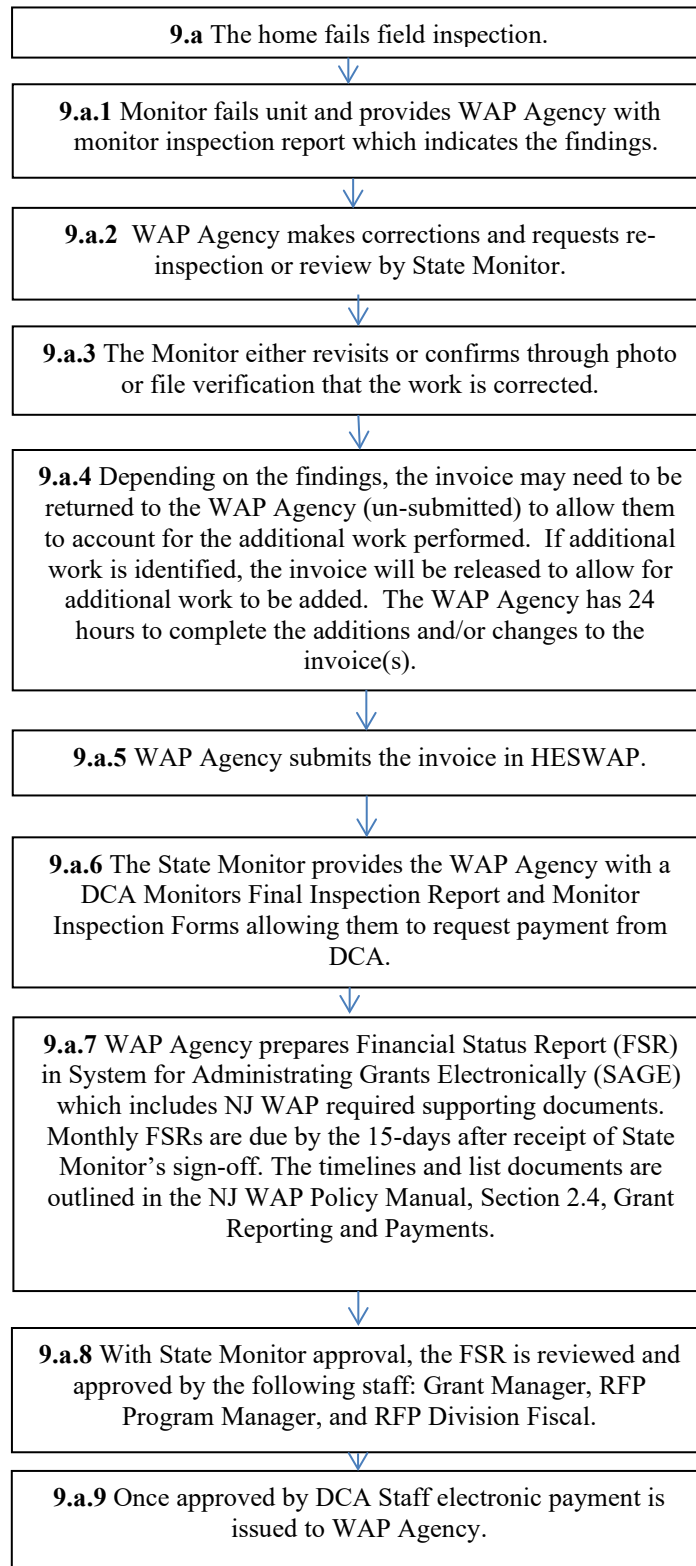 9.a The home fails field inspection.
9.a.1 Monitor fails unit and provides WAP Agency with
monitor inspection report which indicates the findings.
9.a.2 WAP Agency makes corrections and requests re-
inspection or review by State Monitor.
9.a.3 The Monitor either revisits or confirms through photo
or file verification that the work is corrected.
9.a.4 Depending on the findings, the invoice may need to be
returned to the WAP Agency (un-submitted) to allow them
to account for the additional work performed. If additional
work is identified, the invoice will be released to allow for
additional work to be added. The WAP Agency has 24
hours to complete the additions and/or changes to the
invoice(s).
9.a.5 WAP Agency submits the invoice in HESWAP.
9.a.6 The State Monitor provides the WAP Agency with a
DCA Monitors Final Inspection Report and Monitor
Inspection Forms allowing them to request payment from
DCA.
9.a.7 WAP Agency prepares Financial Status Report (FSR)
in System for Administrating Grants Electronically (SAGE)
which includes NJ WAP required supporting documents.
Monthly FSRs are due by the 15-days after receipt of State
Monitor’s sign-off. The timelines and list documents are
outlined in the NJ WAP Policy Manual, Section 2.4, Grant
Reporting and Payments.
9.a.8 With State Monitor approval, the FSR is reviewed and
approved by the following staff: Grant Manager, RFP
Program Manager, and RFP Division Fiscal.
9.a.9 Once approved by DCA Staff electronic payment is
issued to WAP Agency.